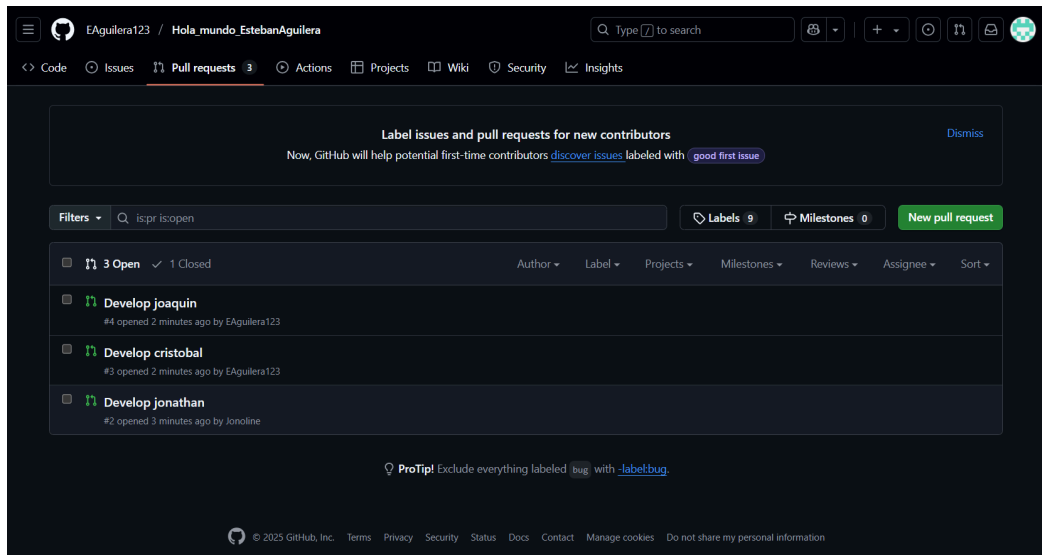 EAguilera123 / Hola_mundo_EstebanAguilera Type / to search
Code Issues Pull requests 3 Actions Projects Wiki Security Insights
Label issues and pull requests for new contributors Dismiss
Now, GitHub will help potential first-time contributors discover issues labeled with good first issue
Filters is:pr is:open Labels 9 Milestones 0 New pull request
3 Open 1 Closed Author Label Projects Milestones Reviews Assignee Sort
Develop joaquin
#4 opened 2 minutes ago by EAguilera123
Develop cristobal
#3 opened 2 minutes ago by EAguilera123
Develop jonathan
#2 opened 3 minutes ago by Jonoline
ProTip! Exclude everything labeled bug with -label:bug.
© 2025 GitHub, Inc. Terms Privacy Security Status Docs Contact Manage cookies Do not share my personal information